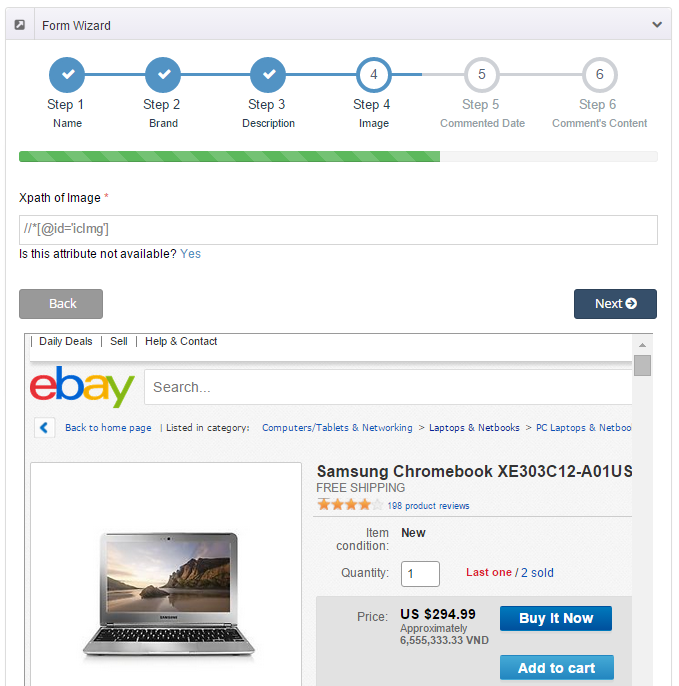 Form Wizard
4 5 6
Step 1 Step 2 Step 3 Step 4 Step 5 Step 6
Name Brand Description Image Commented Date Comment's Content
Xpath of Image *
//*[@id='icImg']
Is this attribute not available? Yes
Back Next
| Daily Deals | Sell | Help & Contact
ebay Search...
Back to home page | Listed in category: Computers/Tablets & Networking > Laptops & Netbooks > PC Laptops & Netboo
Samsung Chromebook XE303C12-A01US
FREE SHIPPING
198 product reviews
Item condition: New
Quantity: 1 Last one / 2 sold
Price: US $294.99 Buy It Now
Approximately
6,555,333.33 VND
Add to cart
SAMSUNG